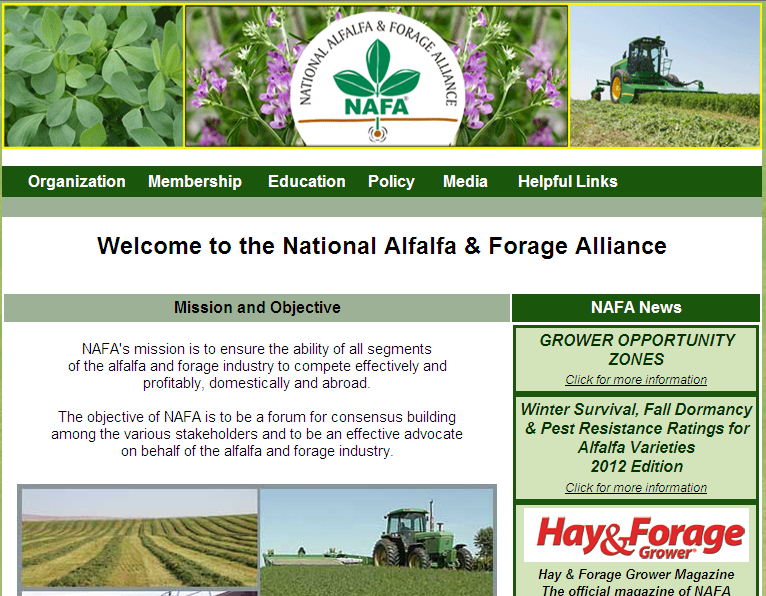 NATIONAL ALFALFA & FORAGE ALLIANCE
NAFA®
Organization Membership Education Policy Media Helpful Links
Welcome to the National Alfalfa & Forage Alliance
Mission and Objective
NAFA's mission is to ensure the ability of all segments
of the alfalfa and forage industry to compete effectively and
profitably, domestically and abroad.
The objective of NAFA is to be a forum for consensus building
among the various stakeholders and to be an effective advocate
on behalf of the alfalfa and forage industry.
NAFA News
GROWER OPPORTUNITY
ZONES
Click for more information
Winter Survival, Fall Dormancy
& Pest Resistance Ratings for
Alfalfa Varieties
2012 Edition
Click for more information
Hay&Forage
Grower®
Hay & Forage Grower Magazine
The official magazine of NAFA